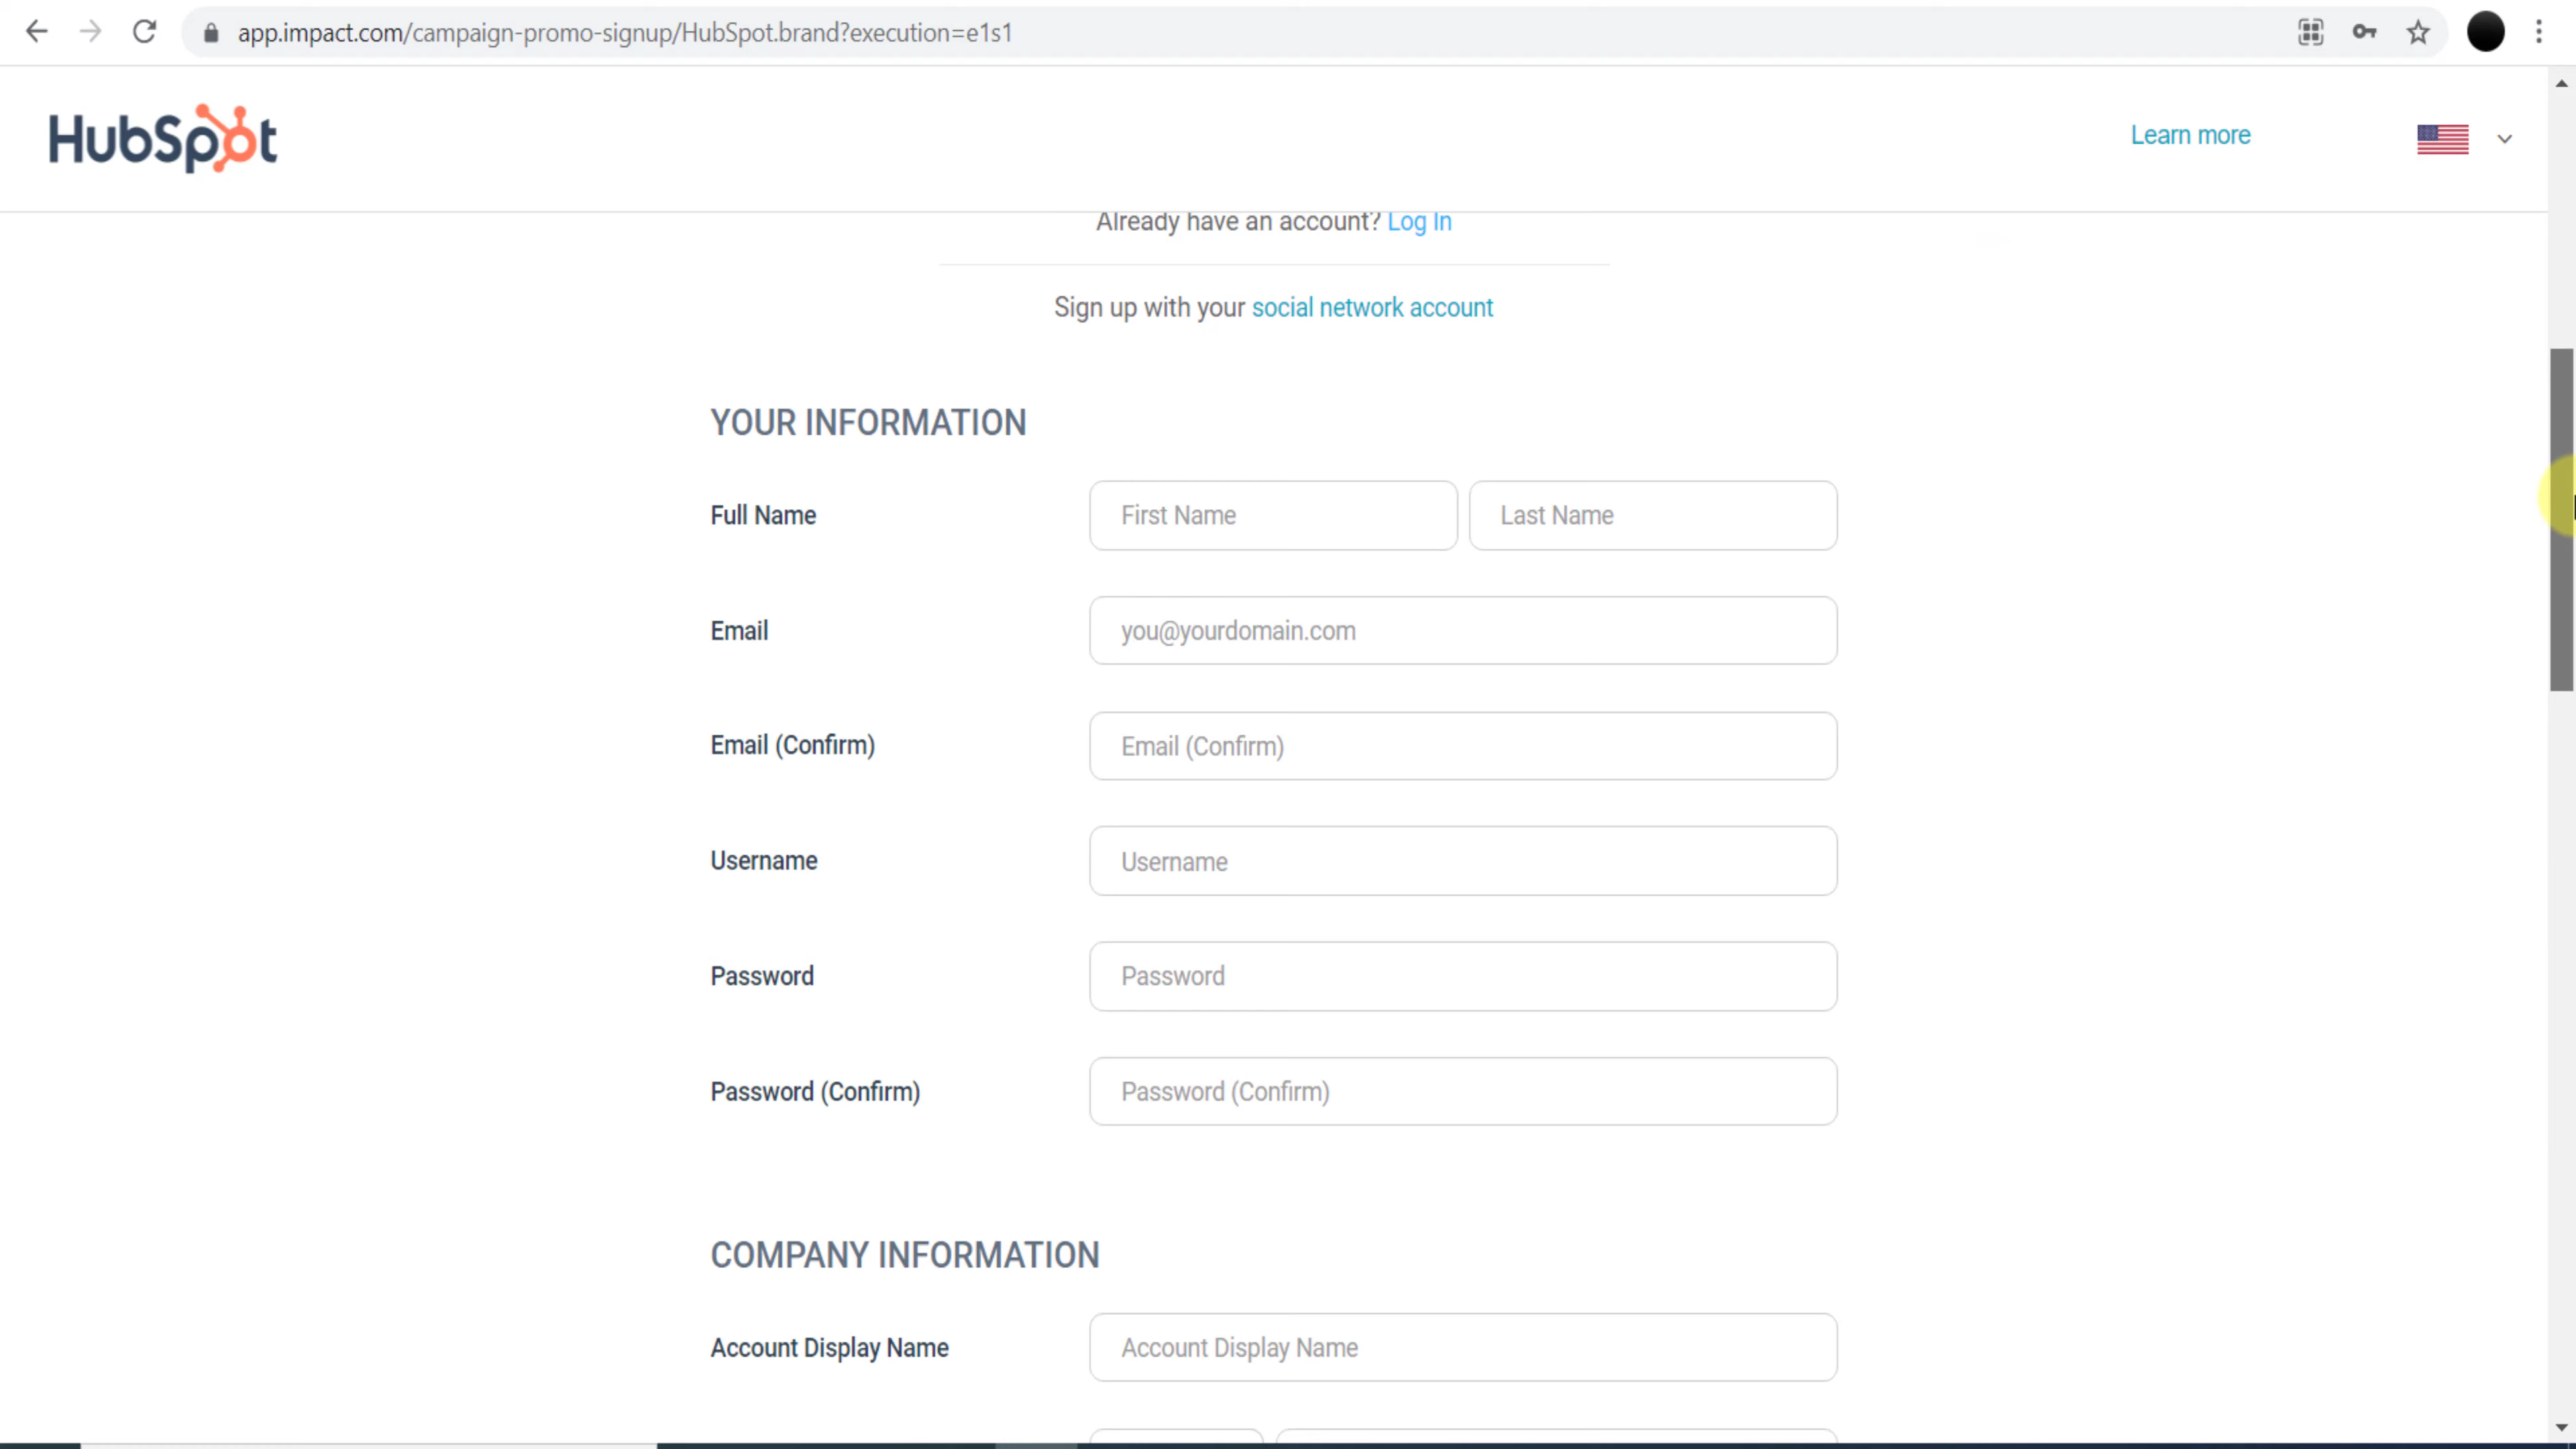 app.impact.com/campaign-promo-signup/HubSpot.brand?execution=e1s1
HubSpot
Learn more
Already have an account? Log In
Sign up with your social network account
YOUR INFORMATION
Full Name
First Name
Last Name
Email
you@yourdomain.com
Email (Confirm)
Email (Confirm)
Username
Username
Password
Password
Password (Confirm)
Password (Confirm)
COMPANY INFORMATION
Account Display Name
Account Display Name